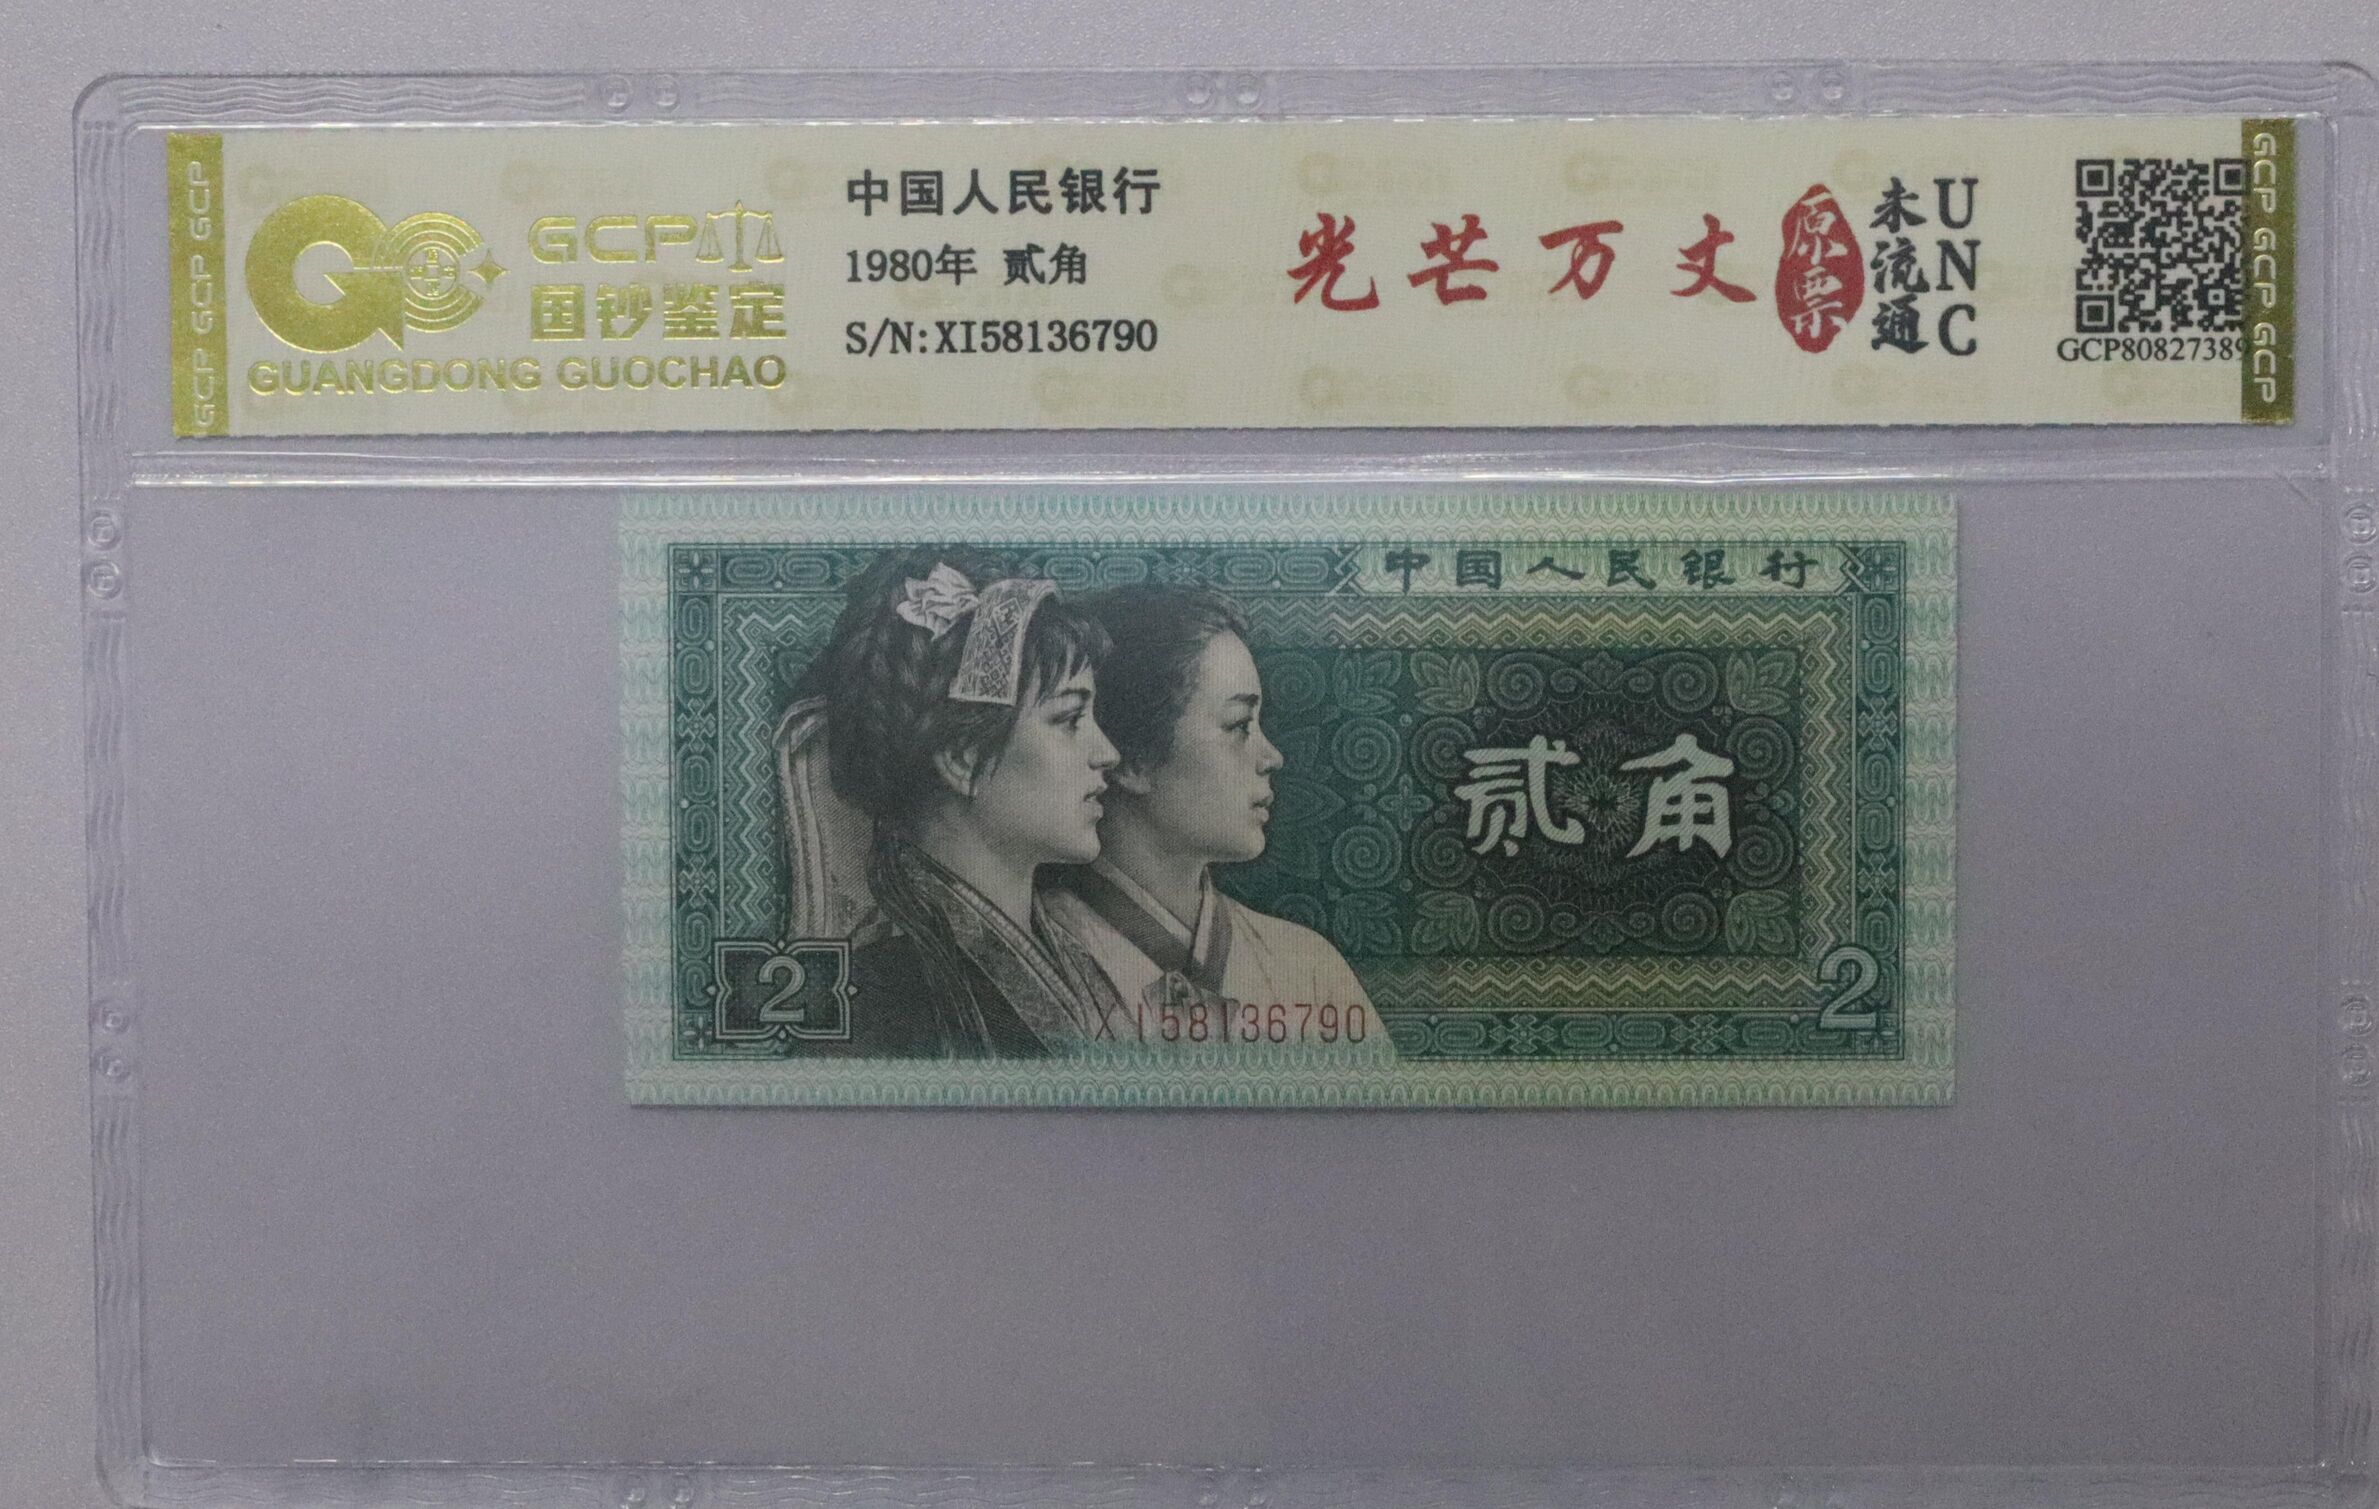 GCP GCP GCP
GCP
国钞鉴定
GUANGDONG GUOCHAO
中国人民银行
1980年 贰角
S/N:XI58136790
光芒万丈
原票
未流通
UNC
GCP80827389
GCP GCP GCP
中国人民银行
贰角
2
XI58136790
2